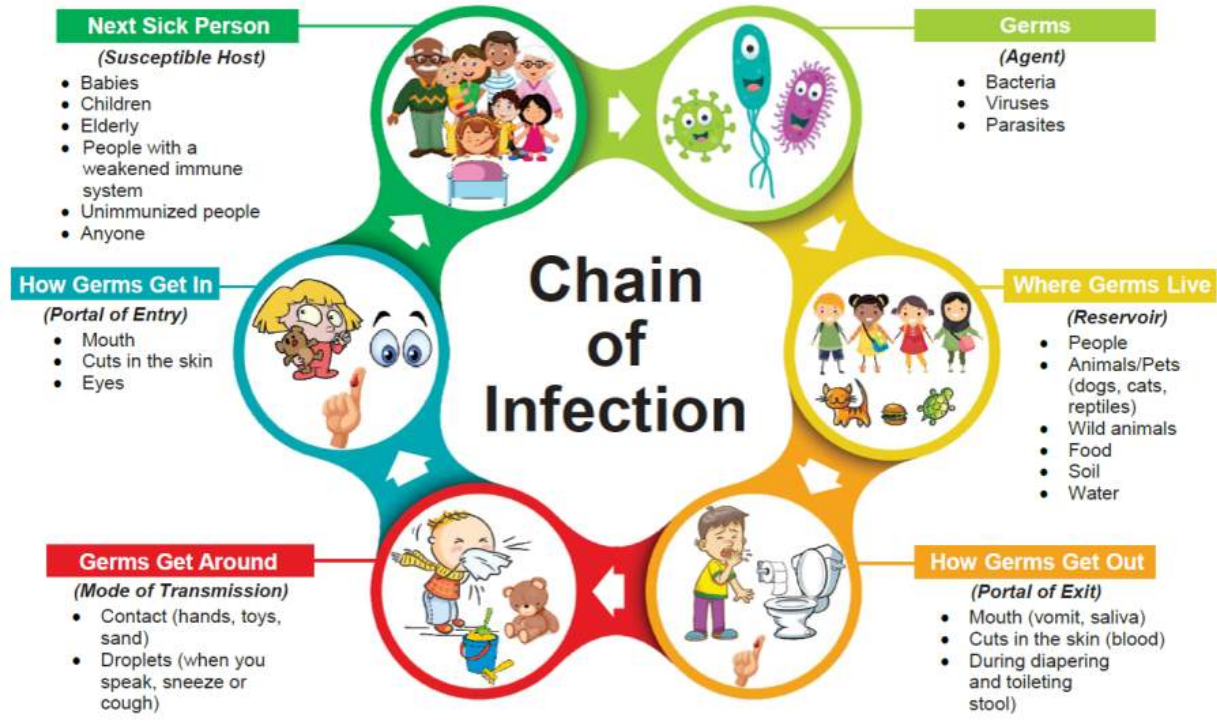 Next Sick Person
(Susceptible Host)
• Babies
• Children
• Elderly
• People with a
weakened immune
system
• Unimmunized people
• Anyone
Germs
(Agent)
• Bacteria
• Viruses
• Parasites
Chain
of
Infection
How Germs Get In
(Portal of Entry)
• Mouth
• Cuts in the skin
• Eyes
Where Germs Live
(Reservoir)
• People
• Animals/Pets
(dogs, cats,
reptiles)
• Wild animals
• Food
• Soil
• Water
Germs Get Around
(Mode of Transmission)
• Contact (hands, toys,
sand)
• Droplets (when you
speak, sneeze or
cough)
How Germs Get Out
(Portal of Exit)
• Mouth (vomit, saliva)
• Cuts in the skin (blood)
• During diapering
and toileting
stool)